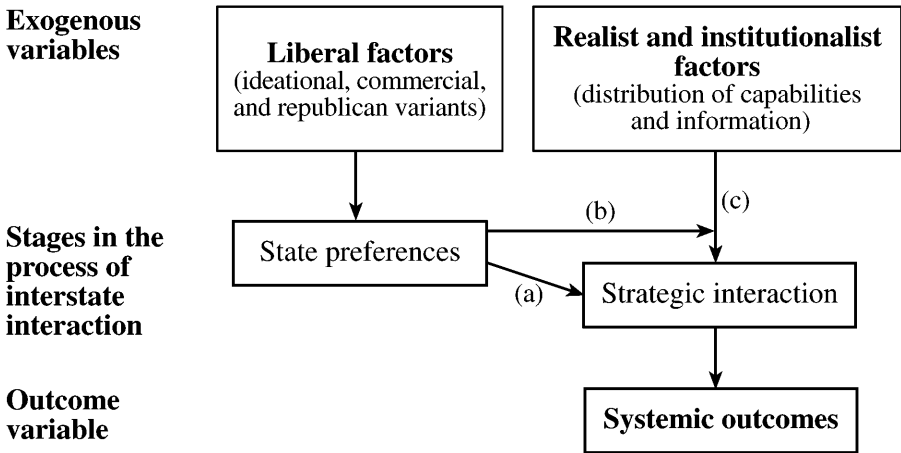 Exogenous
variables
Liberal factors
(ideational, commercial,
and republican variants)
Realist and institutionalist
factors
(distribution of capabilities
and information)
(c)
(b)
Stages in the
process of
interstate
interaction
State preferences
(a)
Strategic interaction
Outcome
variable
Systemic outcomes